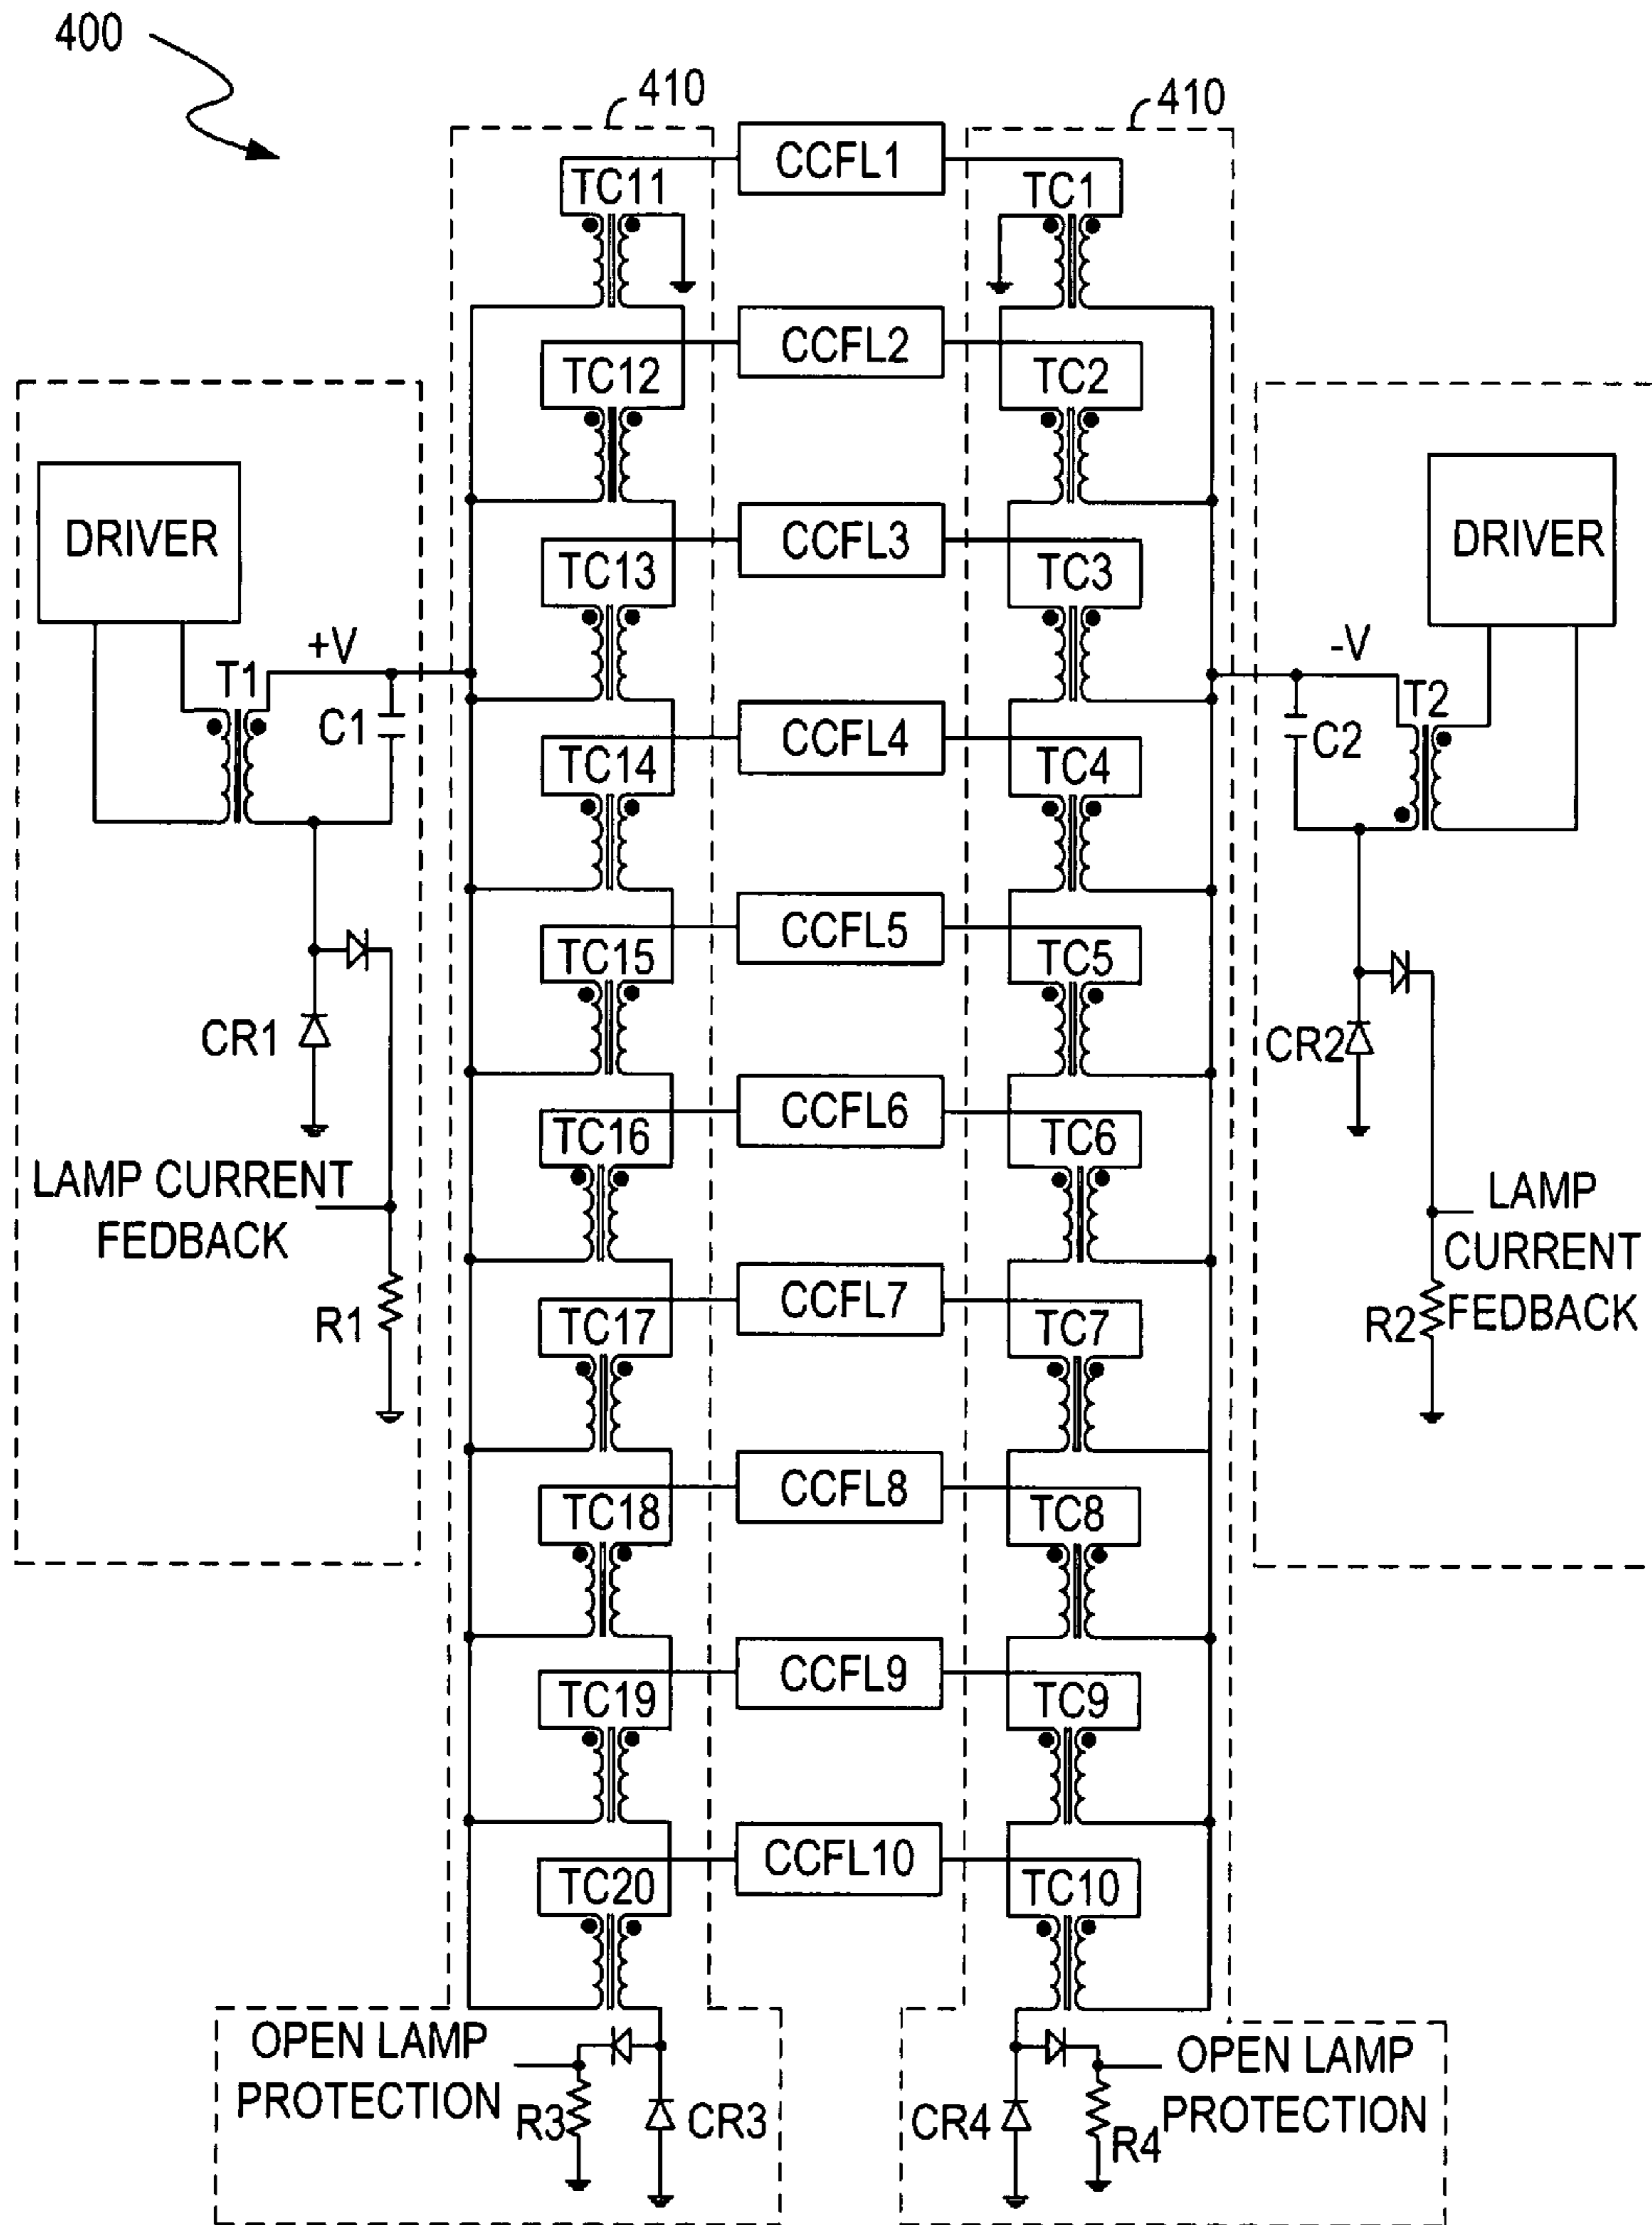 400
410
410
CCFL1
TC11
TC1
CCFL2
TC12
TC2
DRIVER
DRIVER
CCFL3
TC13
TC3
+V
-V
T1
T2
C1
C2
CCFL4
TC14
TC4
CCFL5
TC15
TC5
CR1
CR2
CCFL6
TC16
TC6
LAMP CURRENT
FEDBACK
LAMP
CURRENT
FEDBACK
R1
R2
CCFL7
TC17
TC7
CCFL8
TC18
TC8
CCFL9
TC19
TC9
CCFL10
TC20
TC10
OPEN LAMP
PROTECTION
OPEN LAMP
PROTECTION
R3
CR3
CR4
R4